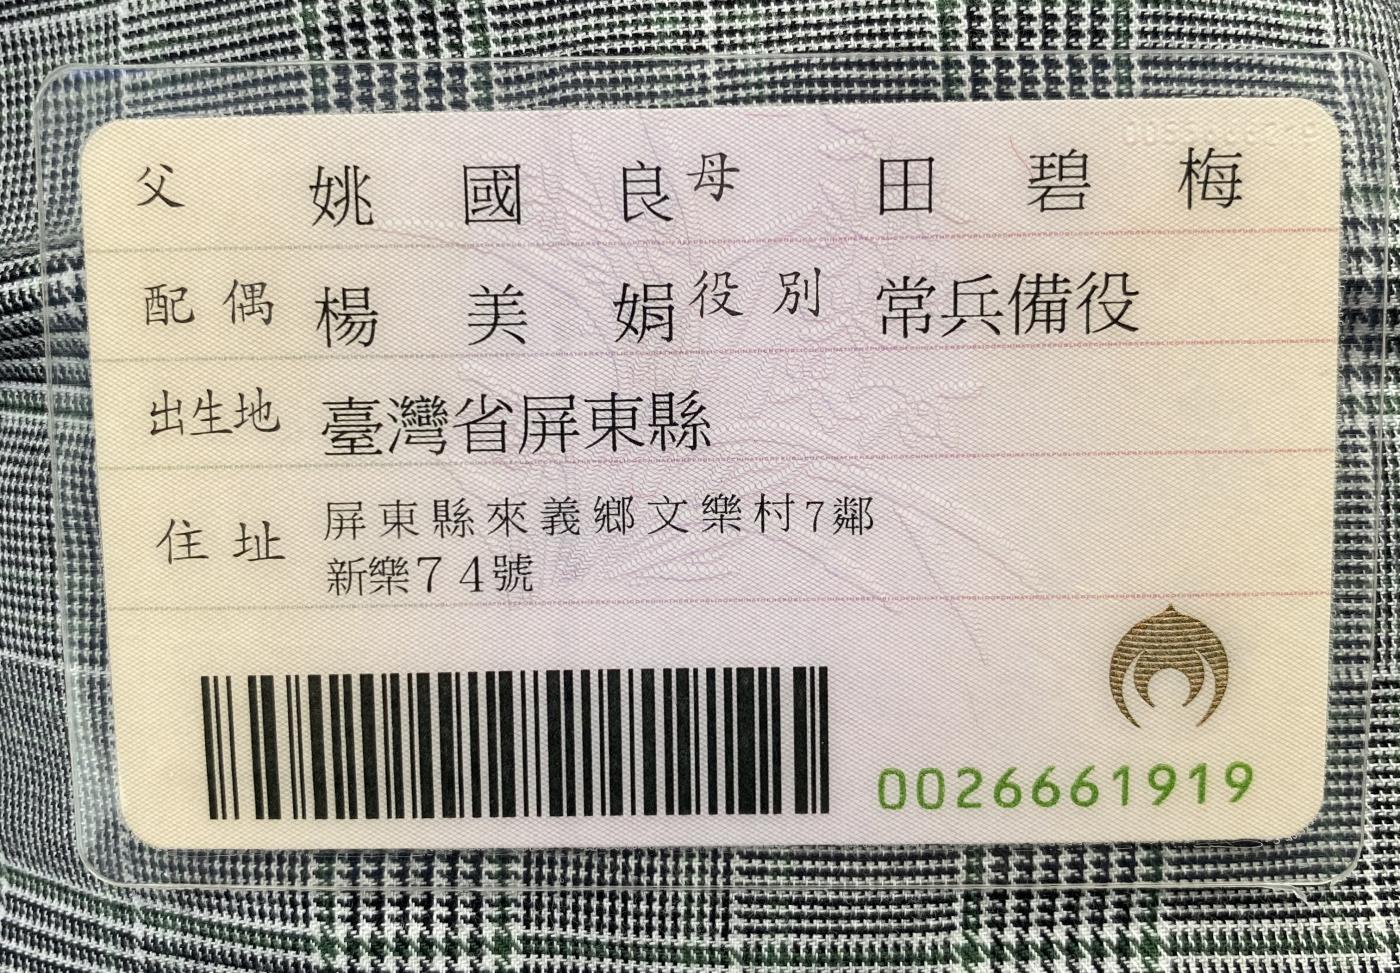 父 姚國良 母 田碧梅
配偶 楊美娟 役別 常兵備役
出生地 臺灣省屏東縣
住址 屏東縣來義鄉文樂村7鄰
新樂74號
0026661919